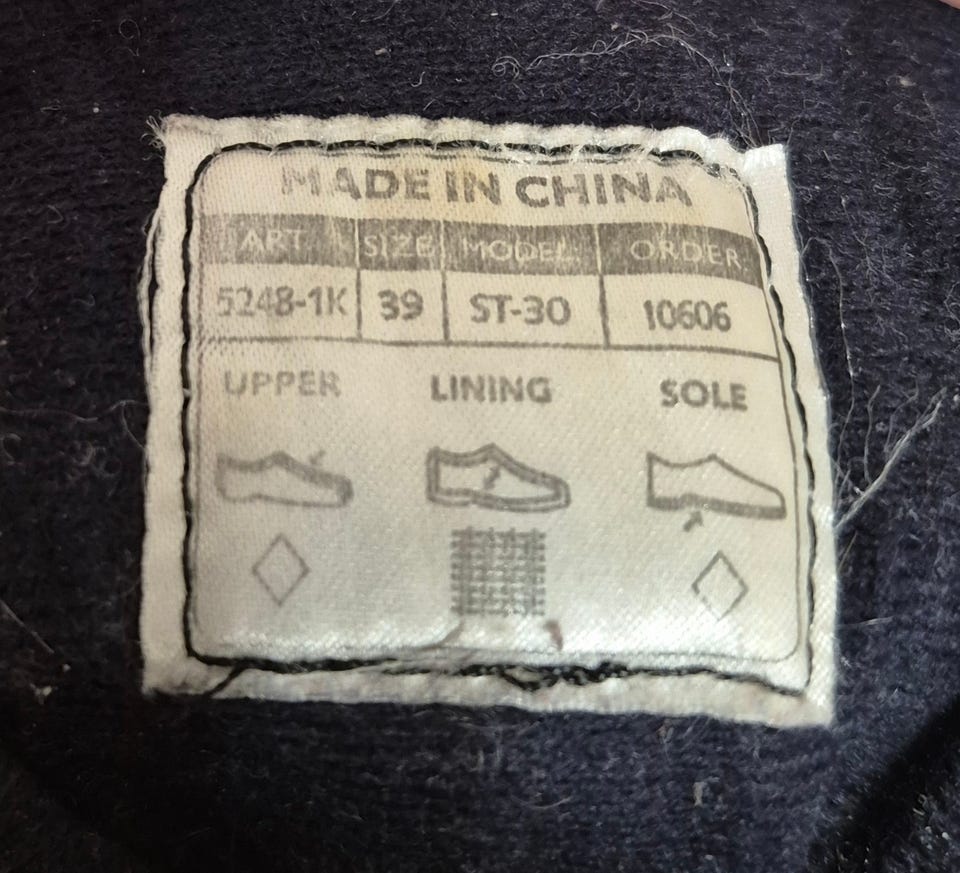 MADE IN CHINA
ART. SIZE MODEL: ORDER:
5248-1K 39 ST-30 10606
UPPER LINING SOLE